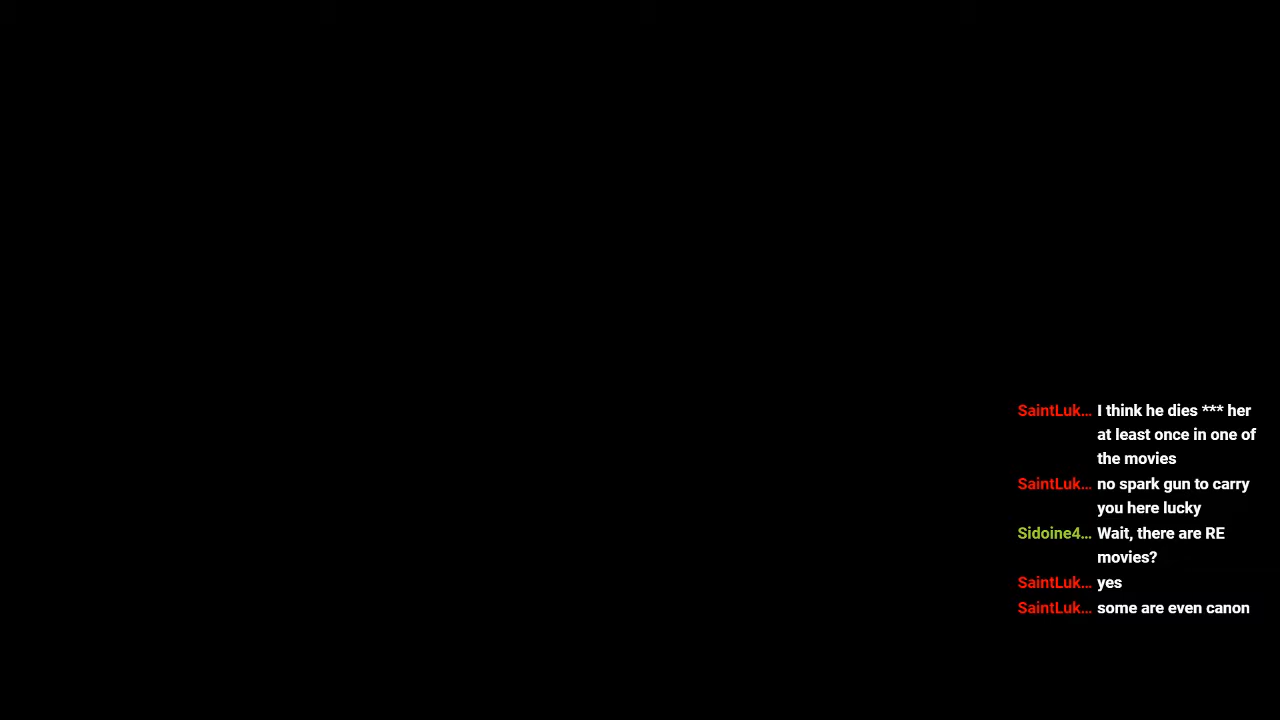 SaintLuk... I think he dies *** her
at least once in one of
the movies
SaintLuk... no spark gun to carry
you here lucky
Sidoine4... Wait, there are RE
movies?
SaintLuk... yes
SaintLuk... some are even canon